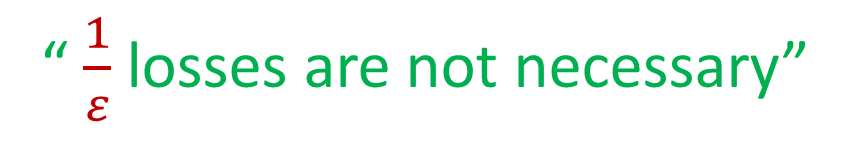 “ 1/ε losses are not necessary”